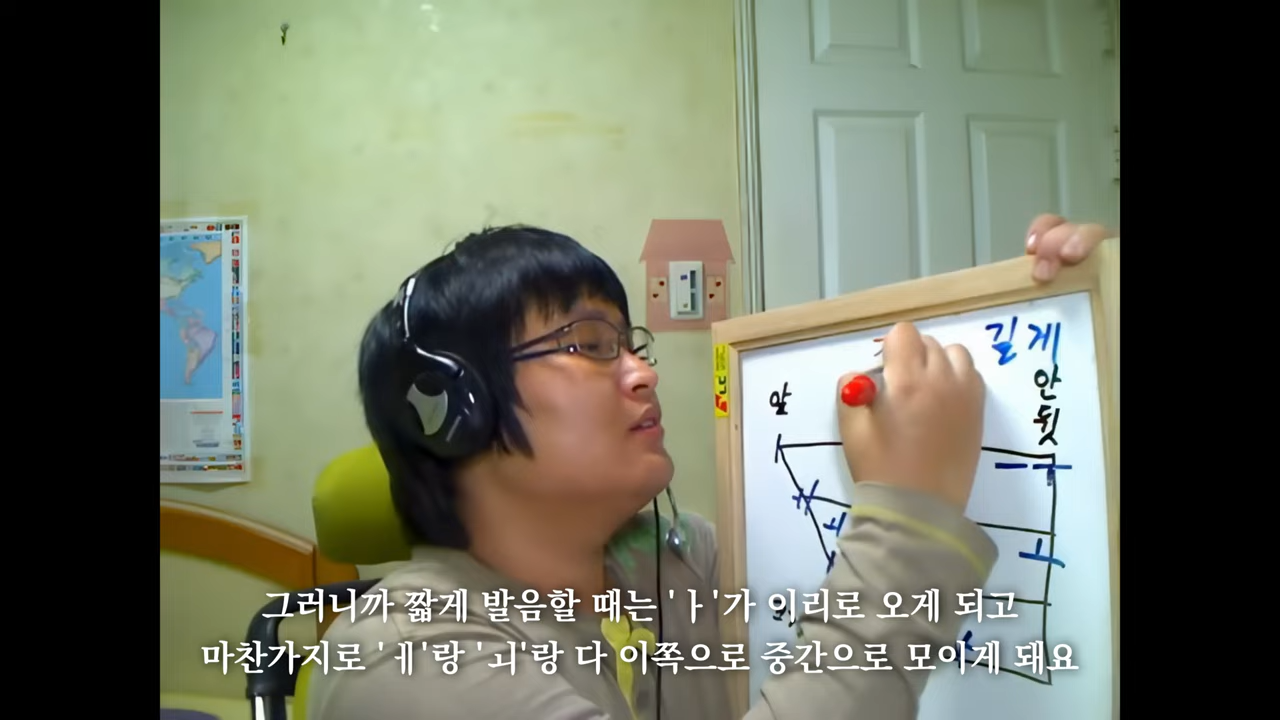 길게
앞
안
뒷
ㅡ ㅜ
ㅔ
ㅚ
ㅗ
그러니까 짧게 발음할 때는 'ㅏ'가 이리로 오게 되고
마찬가지로 'ㅔ'랑 'ㅚ'랑 다 이쪽으로 중간으로 모이게 돼요